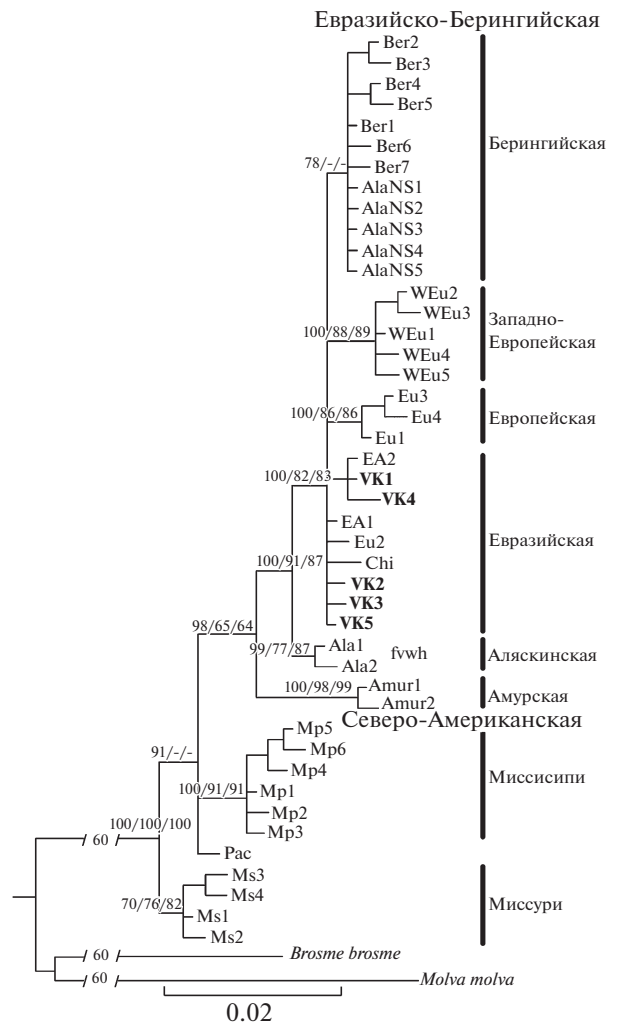 Евразийско-Берингийская
Ber2
Ber3
Ber4
Ber5
Ber1
Ber6
Ber7
AlaNS1
AlaNS2
AlaNS3
AlaNS4
AlaNS5
78/-/-
Берингийская
WEu2
WEu3
WEu1
WEu4
WEu5
100/88/89
Западно-
Европейская
Eu3
Eu4
Eu1
100/86/86
Европейская
EA2
VK1
VK4
100/82/83
EA1
Eu2
Chi
VK2
VK3
VK5
Евразийская
100/91/87
98/65/64
99/77/87
Ala1
Ala2
fvwh
Аляскинская
100/98/99
Amur1
Amur2
Амурская
Северо-Американская
Mp5
Mp6
Mp4
Mp1
Mp2
Mp3
91/-/-
100/91/91
Миссисипи
100/100/100
60
Pac
Ms3
Ms4
Ms1
Ms2
70/76/82
Миссури
60
Brosme brosme
60
Molva molva
0.02